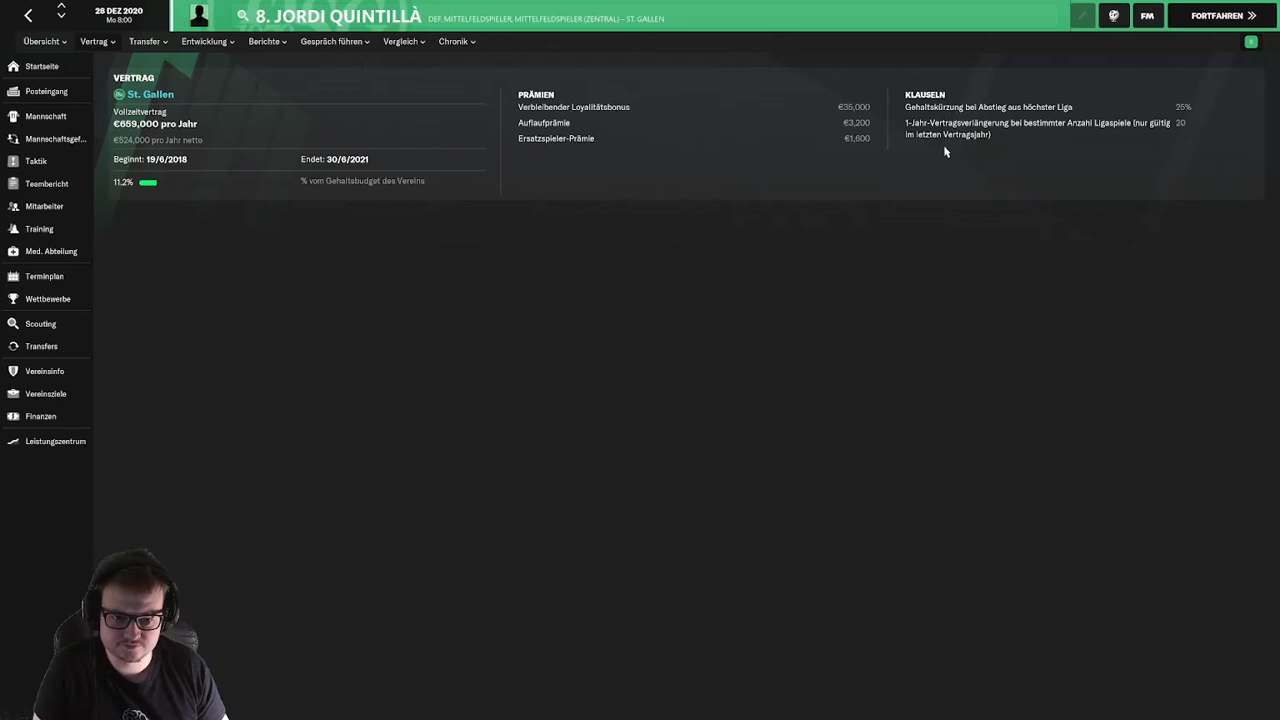 28 DEZ 2020
Mo 8:00
8. JORDI QUINTILLÀ DEF. MITTELFELDSPIELER, MITTELFELDSPIELER (ZENTRAL) – ST. GALLEN
FM
FORTFAHREN
Übersicht
Vertrag
Transfer
Entwicklung
Berichte
Gespräch führen
Vergleich
Chronik
Startseite
Posteingang
Mannschaft
Mannschaftsgef...
Taktik
Teambericht
Mitarbeiter
Training
Med. Abteilung
Terminplan
Wettbewerbe
Scouting
Transfers
Vereinsinfo
Vereinsziele
Finanzen
Leistungszentrum
VERTRAG
St. Gallen
Vollzeitvertrag
€659,000 pro Jahr
€524,000 pro Jahr netto
Beginnt: 19/6/2018 Endet: 30/6/2021
11.2% % vom Gehaltsbudget des Vereins
PRÄMIEN
Verbleibender Loyalitätsbonus €35,000
Auflaufprämie €3,200
Ersatzspieler-Prämie €1,600
KLAUSELN
Gehaltskürzung bei Abstieg aus höchster Liga 25%
1-Jahr-Vertragsverlängerung bei bestimmter Anzahl Ligaspiele (nur gültig 20
im letzten Vertragsjahr)